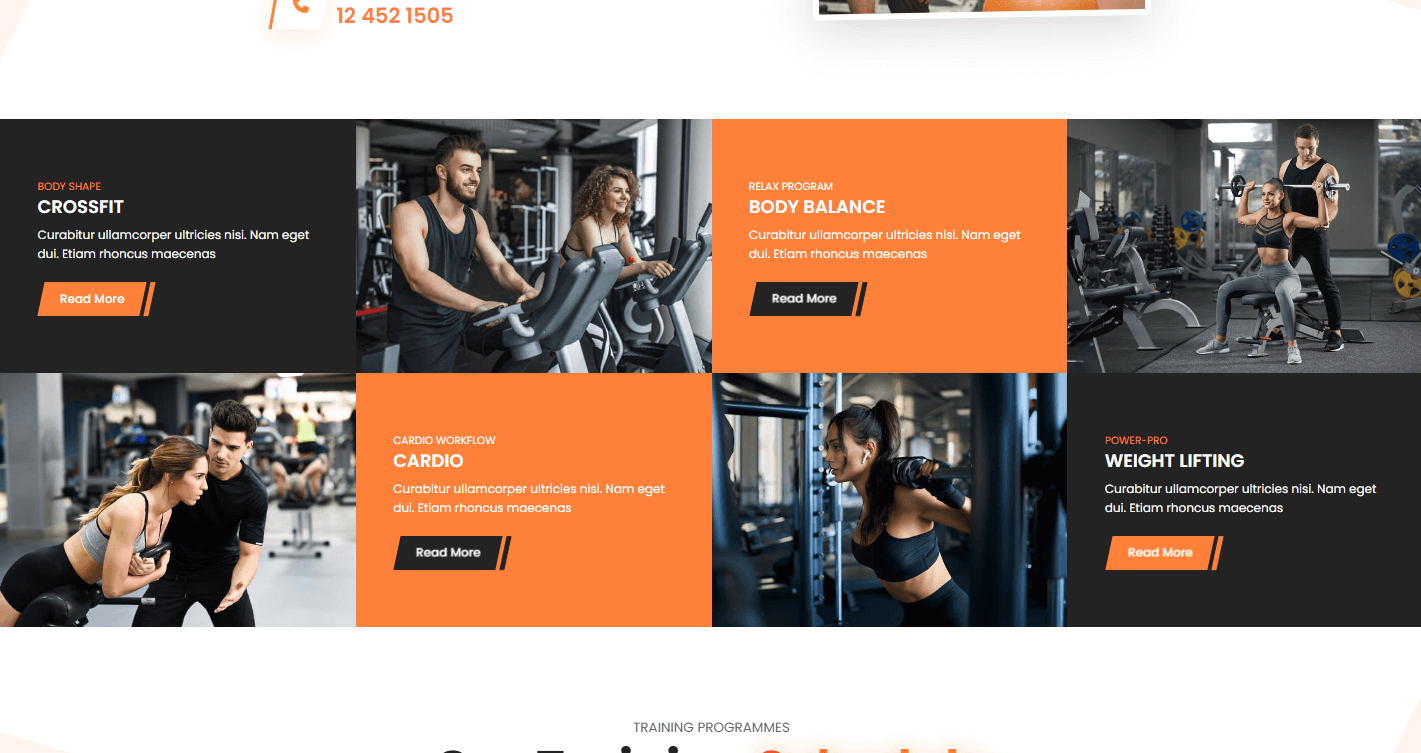 12 452 1505
BODY SHAPE
CROSSFIT
Curabitur ullamcorper ultricies nisi. Nam eget
dui. Etiam rhoncus maecenas
Read More
RELAX PROGRAM
BODY BALANCE
Curabitur ullamcorper ultricies nisi. Nam eget
dui. Etiam rhoncus maecenas
Read More
CARDIO WORKFLOW
CARDIO
Curabitur ullamcorper ultricies nisi. Nam eget
dui. Etiam rhoncus maecenas
Read More
POWER-PRO
WEIGHT LIFTING
Curabitur ullamcorper ultricies nisi. Nam eget
dui. Etiam rhoncus maecenas
Read More
TRAINING PROGRAMMES